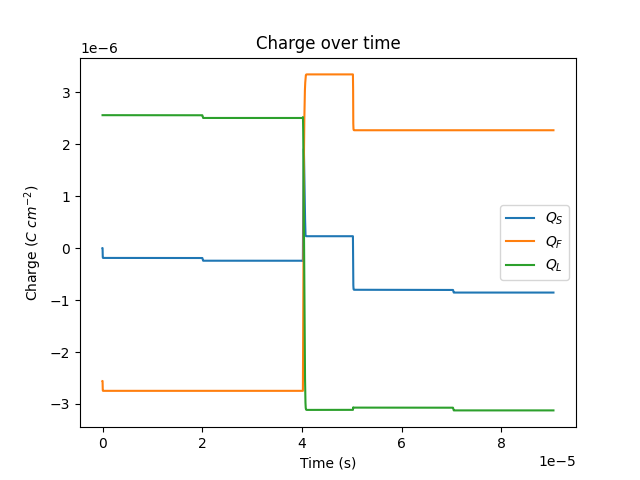 Charge over time
1e−6
3
2
1
0
−1
−2
−3
Charge (C cm⁻²)
Q_S
Q_F
Q_L
0 2 4 6 8
1e−5
Time (s)